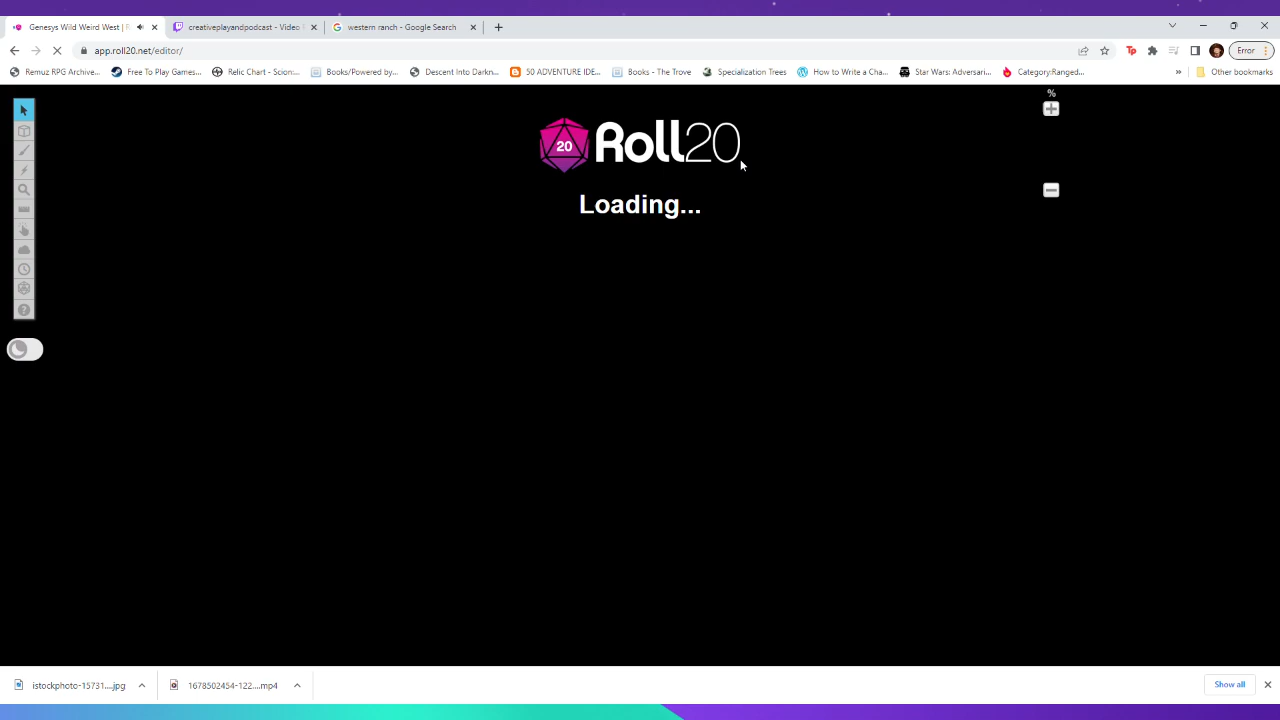 Genesys Wild Weird West | R
creativeplayandpodcast - Video
western ranch - Google Search
app.roll20.net/editor/
Error
Remuz RPG Archive...
Free To Play Games...
Relic Chart - Scion:...
Books/Powered by...
Descent Into Darkn...
50 ADVENTURE IDE...
Books - The Trove
Specialization Trees
How to Write a Cha...
Star Wars: Adversari...
Category:Ranged...
»
Other bookmarks
%
20 Roll20
Loading...
istockphoto-15731....jpg
1678502454-122....mp4
Show all